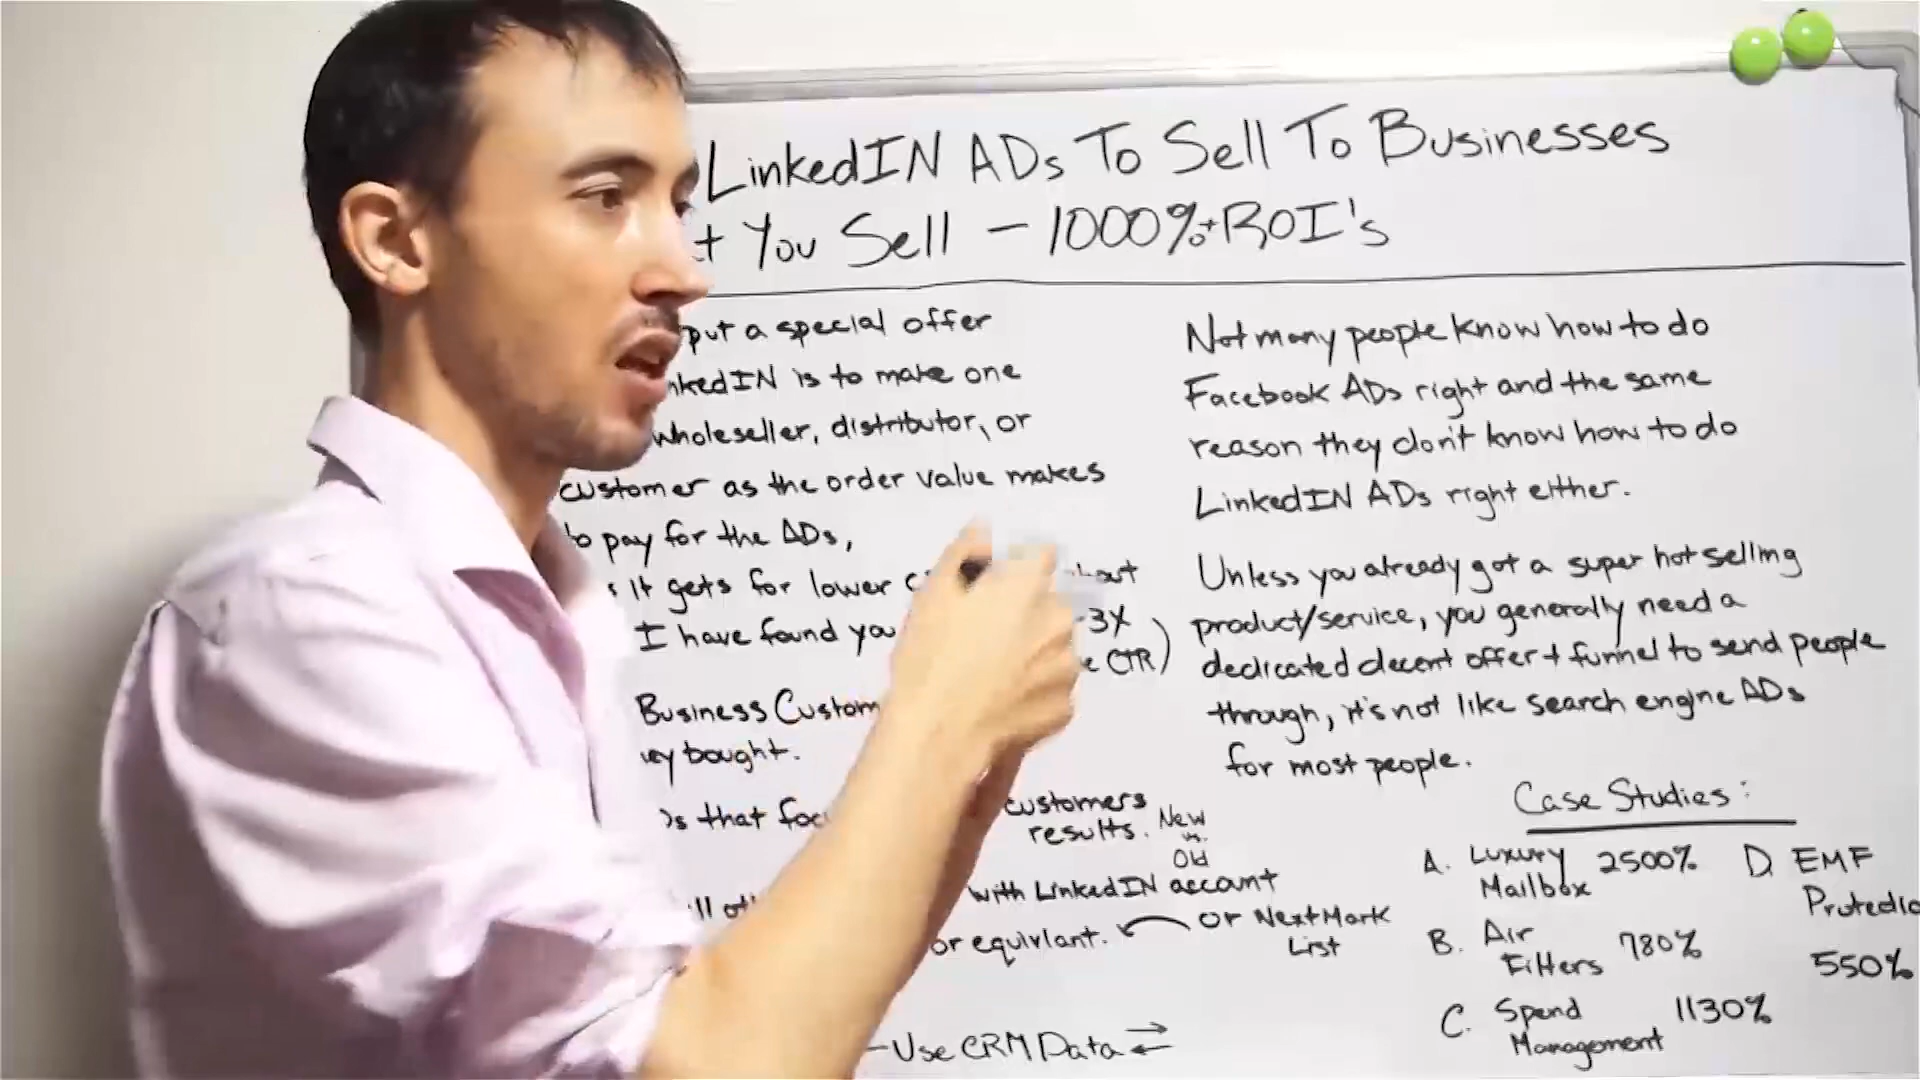 LinkedIN ADs To Sell To Businesses
You Sell - 1000%+ ROI's
put a special offer
is to make one
wholeseller, distributor, or
customer as the order value makes
to pay for the ADs,
it gets for lower
I have found you
3X
CTR)
Business Custom
bought.
that foc
customers
results. New
vs.
Old
with LinkedIN account
or equivlant.
or NextMark
List
-Use CRM Data
Not many people know how to do
Facebook ADs right and the same
reason they don't know how to do
LinkedIN ADs right either.
Unless you already got a super hot selling
product/service, you generally need a
dedicated decent offer + funnel to send people
through, it's not like search engine ADs
for most people.
Case Studies:
A. Luxury Mailbox 2500%
B. Air Filters 780%
C. Spend Management 1130%
D. EMF
Protectio
550%